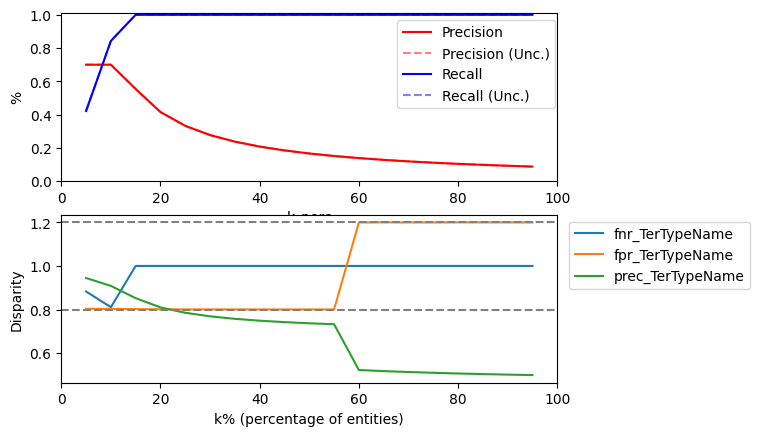 1.0
0.8
0.6
0.4
0.2
0.0
%
Precision
Precision (Unc.)
Recall
Recall (Unc.)
0
20
40
60
80
100
1.2
1.0
0.8
0.6
Disparity
fnr_TerTypeName
fpr_TerTypeName
prec_TerTypeName
0
20
40
60
80
100
k% (percentage of entities)